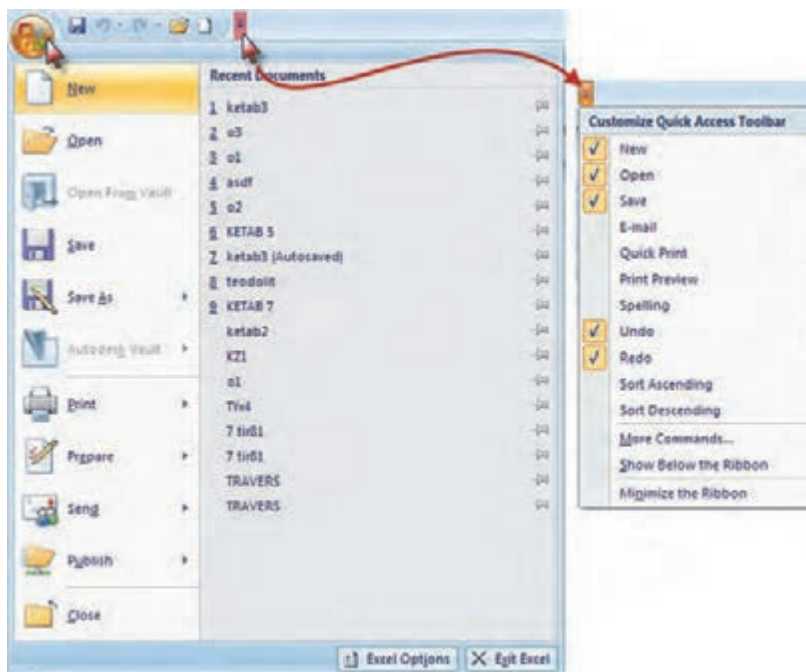 New
Open
Open From Vault
Save
Save As
Autodesk Vault
Print
Prepare
Send
Publish
Close
Recent Documents
1 ketab3
2 o3
3 o1
4 asdf
5 o2
6 KETAB 5
7 ketab3 (Autosaved)
8 teodolit
9 KETAB 7
ketab2
KZ1
o1
7 tir81
7 tir81
TRAVERS
TRAVERS
Excel Options
Exit Excel
Customize Quick Access Toolbar
New
Open
Save
E-mail
Quick Print
Print Preview
Spelling
Undo
Redo
Sort Ascending
Sort Descending
More Commands...
Show Below the Ribbon
Minimize the Ribbon